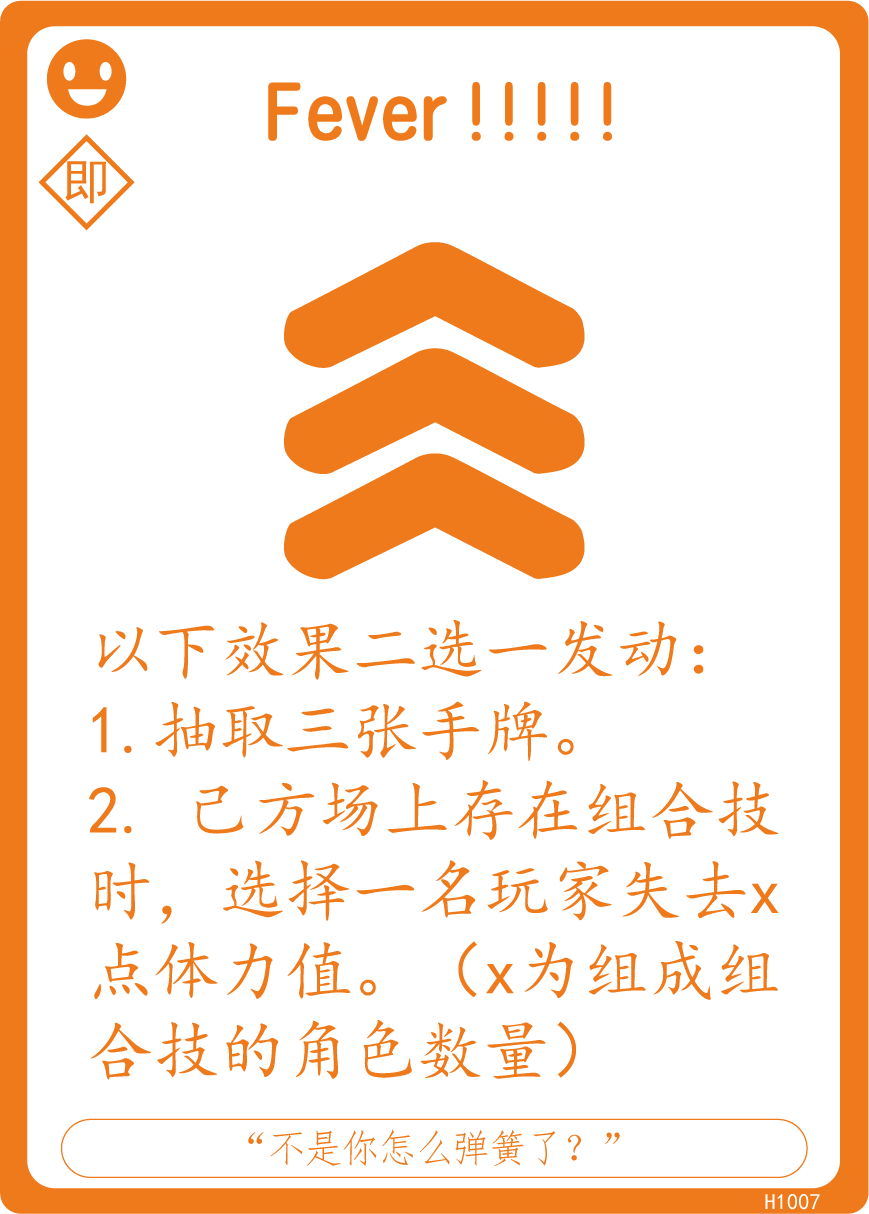 Fever!!!!!
即
以下效果二选一发动：
1.抽取三张手牌。
2. 己方场上存在组合技
时，选择一名玩家失去x
点体力值。（x为组成组
合技的角色数量）
“不是你怎么弹簧了？”
H1007